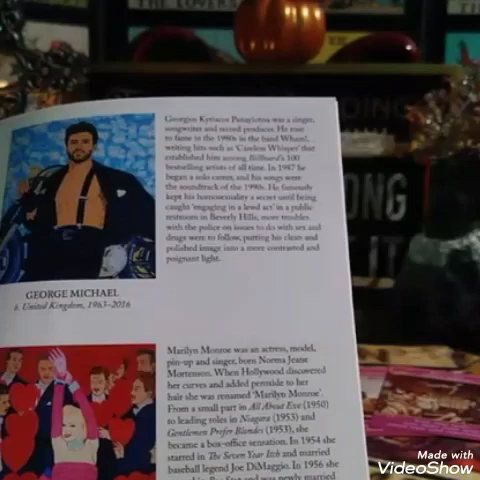 THE LOVERS
Georgios Kyriacos Panayiotou was a singer,
songwriter and record producer. He rose
to fame in the 1980s in the band Wham!,
writing hits such as 'Careless Whisper' that
established him among Billboard's 100
bestselling artists of all time. In 1987 he
began a solo career, and his songs were
the soundtrack of the 1990s. He famously
kept his homosexuality a secret until being
caught 'engaging in a lewd act' in a public
restroom in Beverly Hills; more troubles
with the police on issues to do with sex and
drugs were to follow, putting his clean and
polished image into a more contrasted and
poignant light.
GEORGE MICHAEL
b. United Kingdom, 1963–2016
Marilyn Monroe was an actress, model,
pin-up and singer, born Norma Jeane
Mortenson. When Hollywood discovered
her curves and added peroxide to her
hair she was renamed 'Marilyn Monroe'.
From a small part in All About Eve (1950)
to leading roles in Niagara (1953) and
Gentlemen Prefer Blondes (1953), she
became a box-office sensation. In 1954 she
starred in The Seven Year Itch and married
baseball legend Joe DiMaggio. In 1956 she
was newly married
Made with
VideoShow